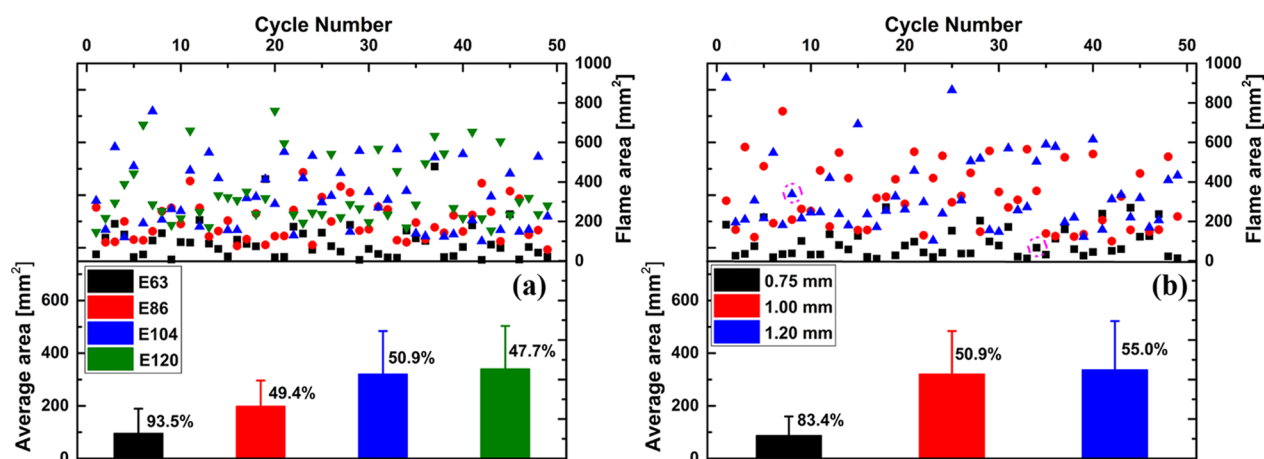 Cycle Number
0 10 20 30 40 50
1000
800
600
400
200
0
Flame area [mm²]
Average area [mm²]
600
400
200
0
E63
E86
E104
E120
(a)
93.5%
49.4%
50.9%
47.7%
Cycle Number
0 10 20 30 40 50
1000
800
600
400
200
0
Flame area [mm²]
Average area [mm²]
600
400
200
0
0.75 mm
1.00 mm
1.20 mm
(b)
83.4%
50.9%
55.0%